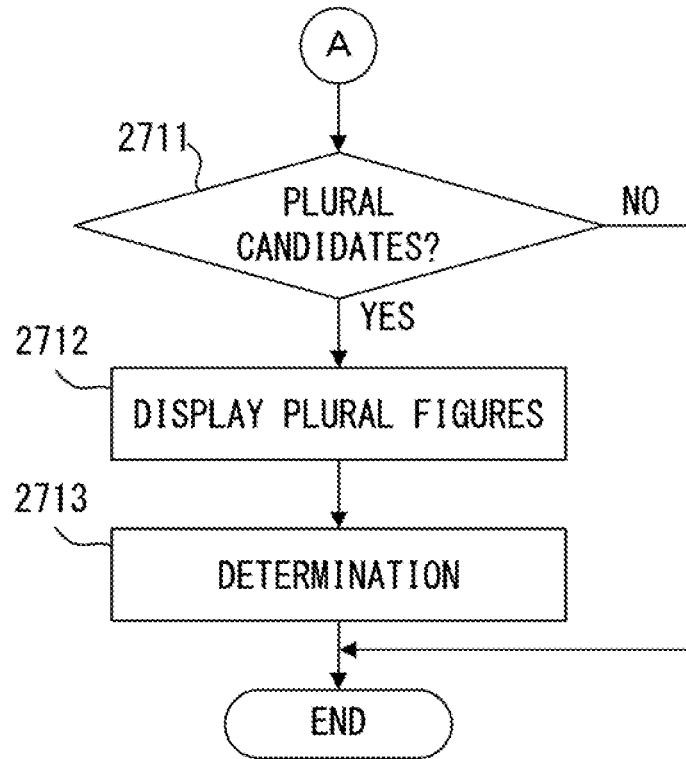 A
2711
PLURAL
CANDIDATES?
NO
YES
2712
DISPLAY PLURAL FIGURES
2713
DETERMINATION
END